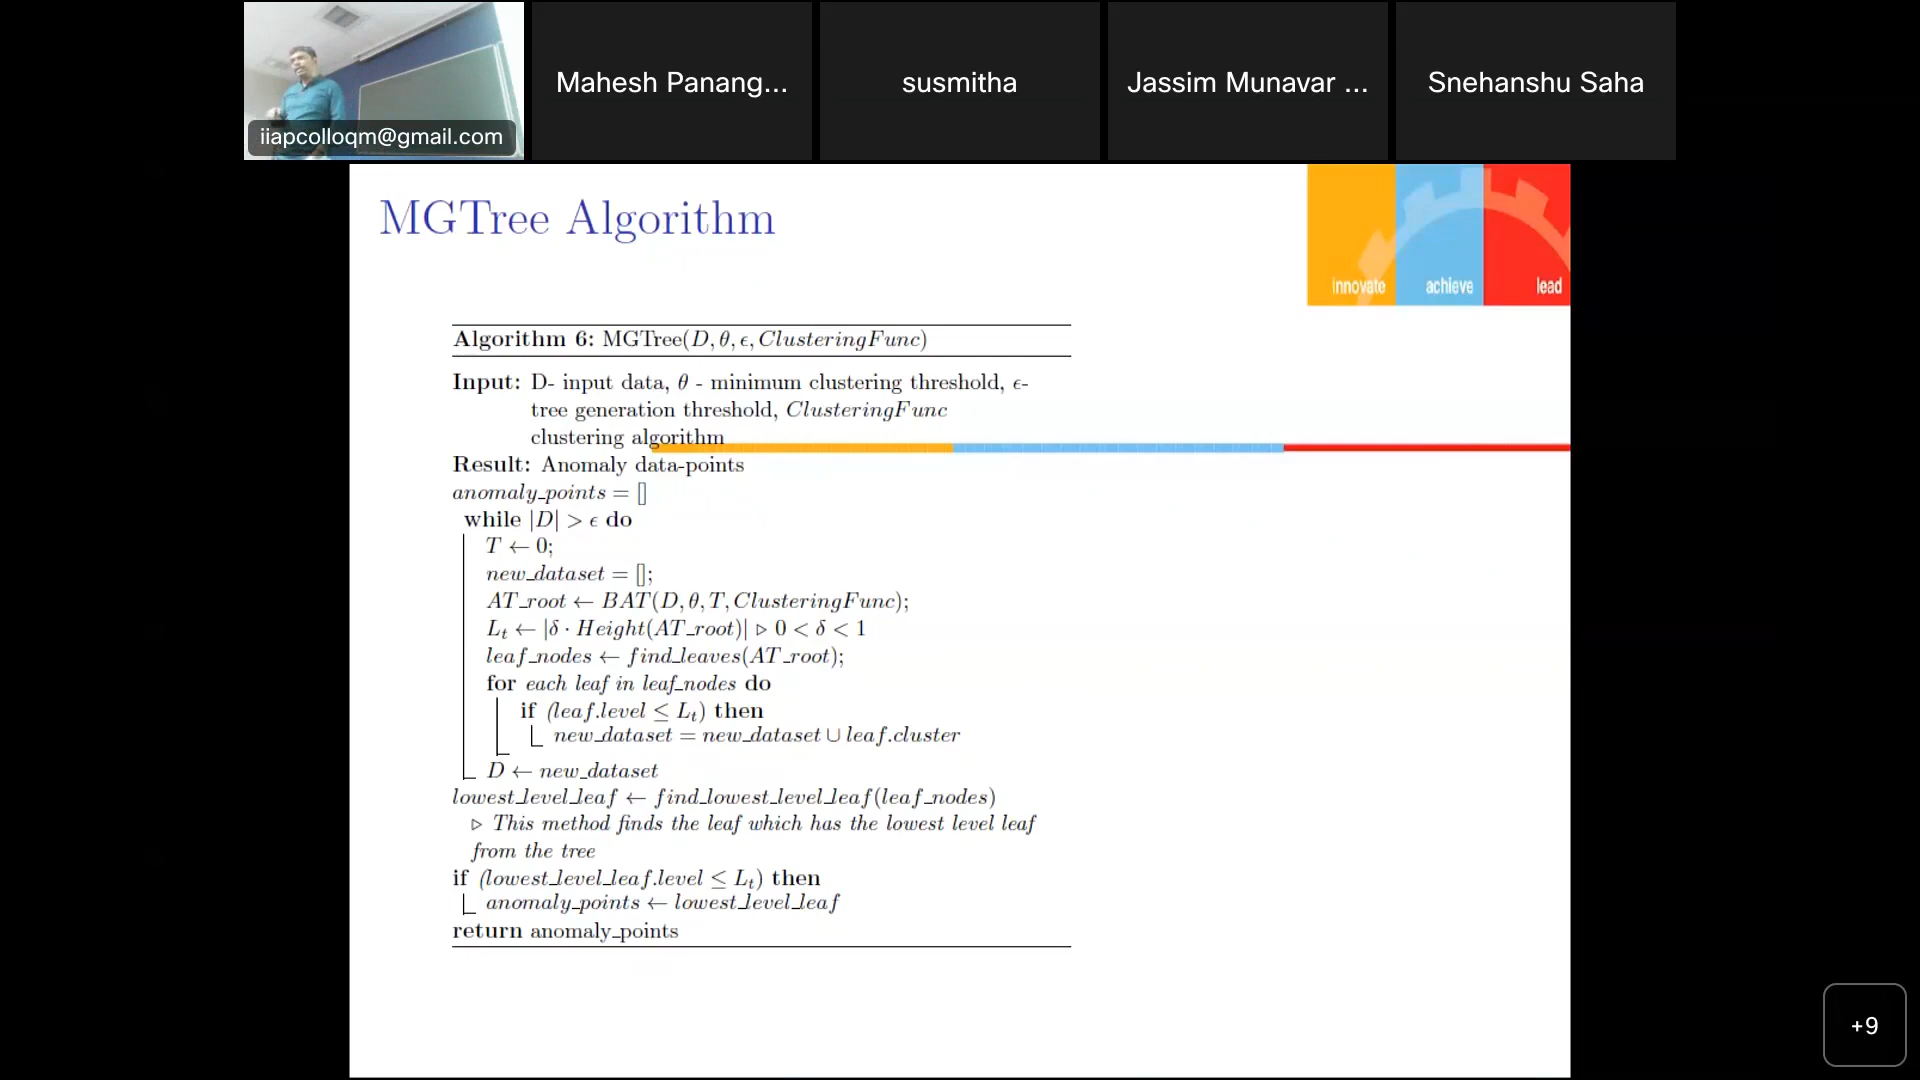 Mahesh Panang...
susmitha
Jassim Munavar ...
Snehanshu Saha
iiapcolloqm@gmail.com
MGTree Algorithm
innovate achieve lead
Algorithm 6: MGTree(D, θ, ϵ, ClusteringFunc)
Input: D- input data, θ - minimum clustering threshold, ϵ-
tree generation threshold, ClusteringFunc
clustering algorithm
Result: Anomaly data-points
anomaly_points = []
while |D| > ϵ do
T ← 0;
new_dataset = [];
AT_root ← BAT(D, θ, T, ClusteringFunc);
L_t ← |δ · Height(AT_root)| ▷ 0 < δ < 1
leaf_nodes ← find_leaves(AT_root);
for each leaf in leaf_nodes do
if (leaf.level ≤ L_t) then
new_dataset = new_dataset ∪ leaf.cluster
D ← new_dataset
lowest_level_leaf ← find_lowest_level_leaf(leaf_nodes)
▷ This method finds the leaf which has the lowest level leaf
from the tree
if (lowest_level_leaf.level ≤ L_t) then
anomaly_points ← lowest_level_leaf
return anomaly_points
+9